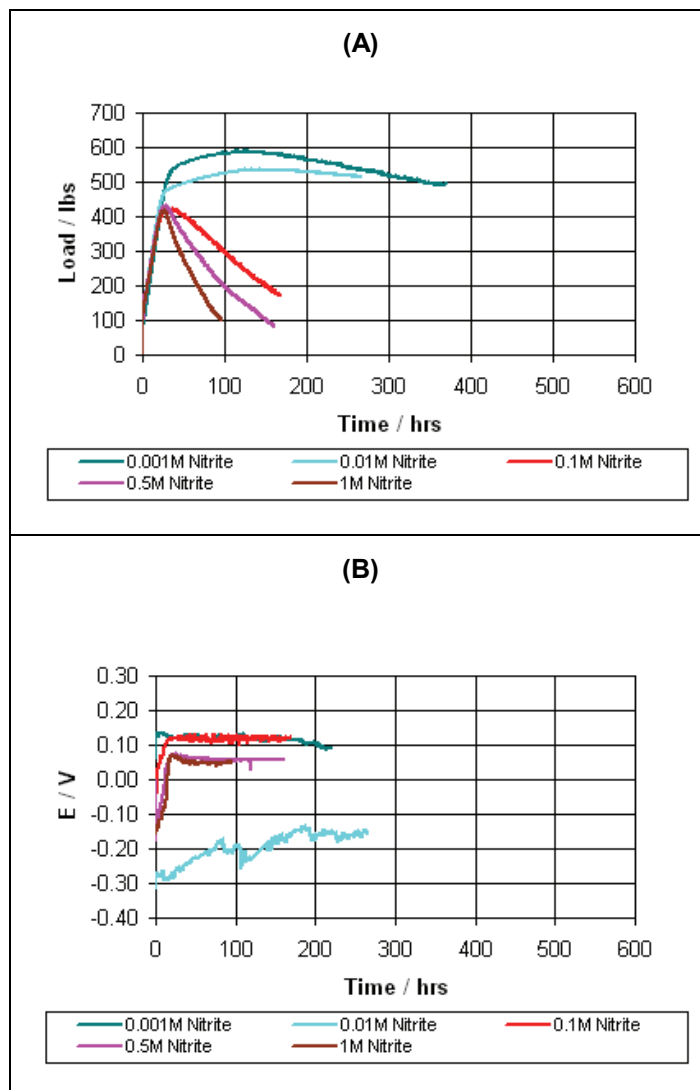 (A)
700
600
500
400
300
200
100
0
Load / lbs
0 100 200 300 400 500 600
Time / hrs
0.001M Nitrite 0.01M Nitrite 0.1M Nitrite
0.5M Nitrite 1M Nitrite
(B)
0.30
0.20
0.10
0.00
-0.10
-0.20
-0.30
-0.40
E / V
0 100 200 300 400 500 600
Time / hrs
0.001M Nitrite 0.01M Nitrite 0.1M Nitrite
0.5M Nitrite 1M Nitrite